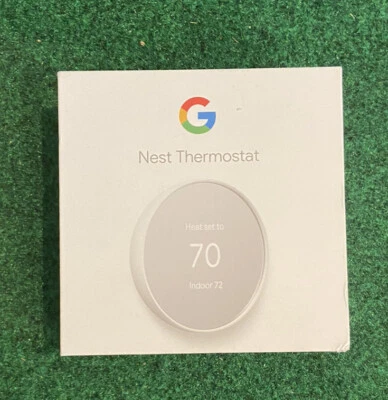 G
Nest Thermostat
Heat set to
70
Indoor 72